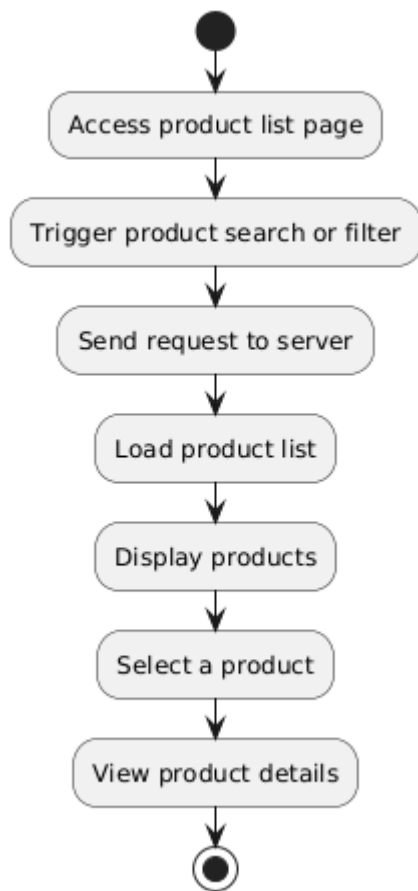 Access product list page
Trigger product search or filter
Send request to server
Load product list
Display products
Select a product
View product details